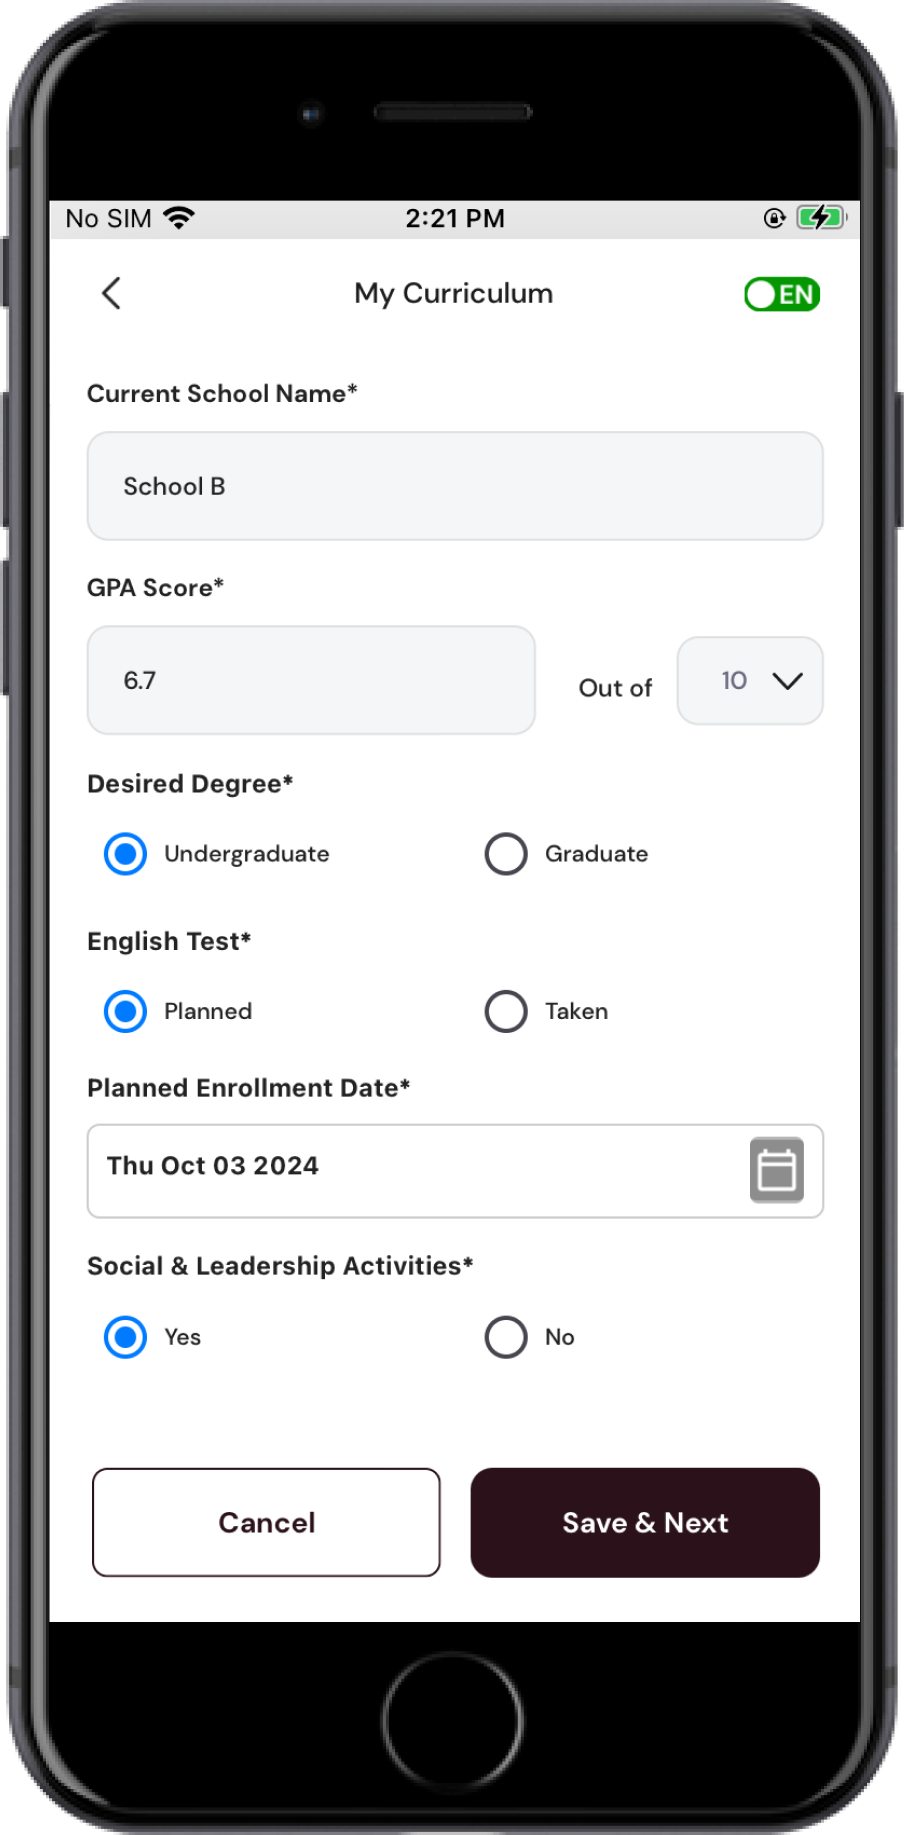 No SIM 2:21 PM
My Curriculum EN
Current School Name*
School B
GPA Score*
6.7 Out of 10
Desired Degree*
Undergraduate Graduate
English Test*
Planned Taken
Planned Enrollment Date*
Thu Oct 03 2024
Social & Leadership Activities*
Yes No
Cancel Save & Next